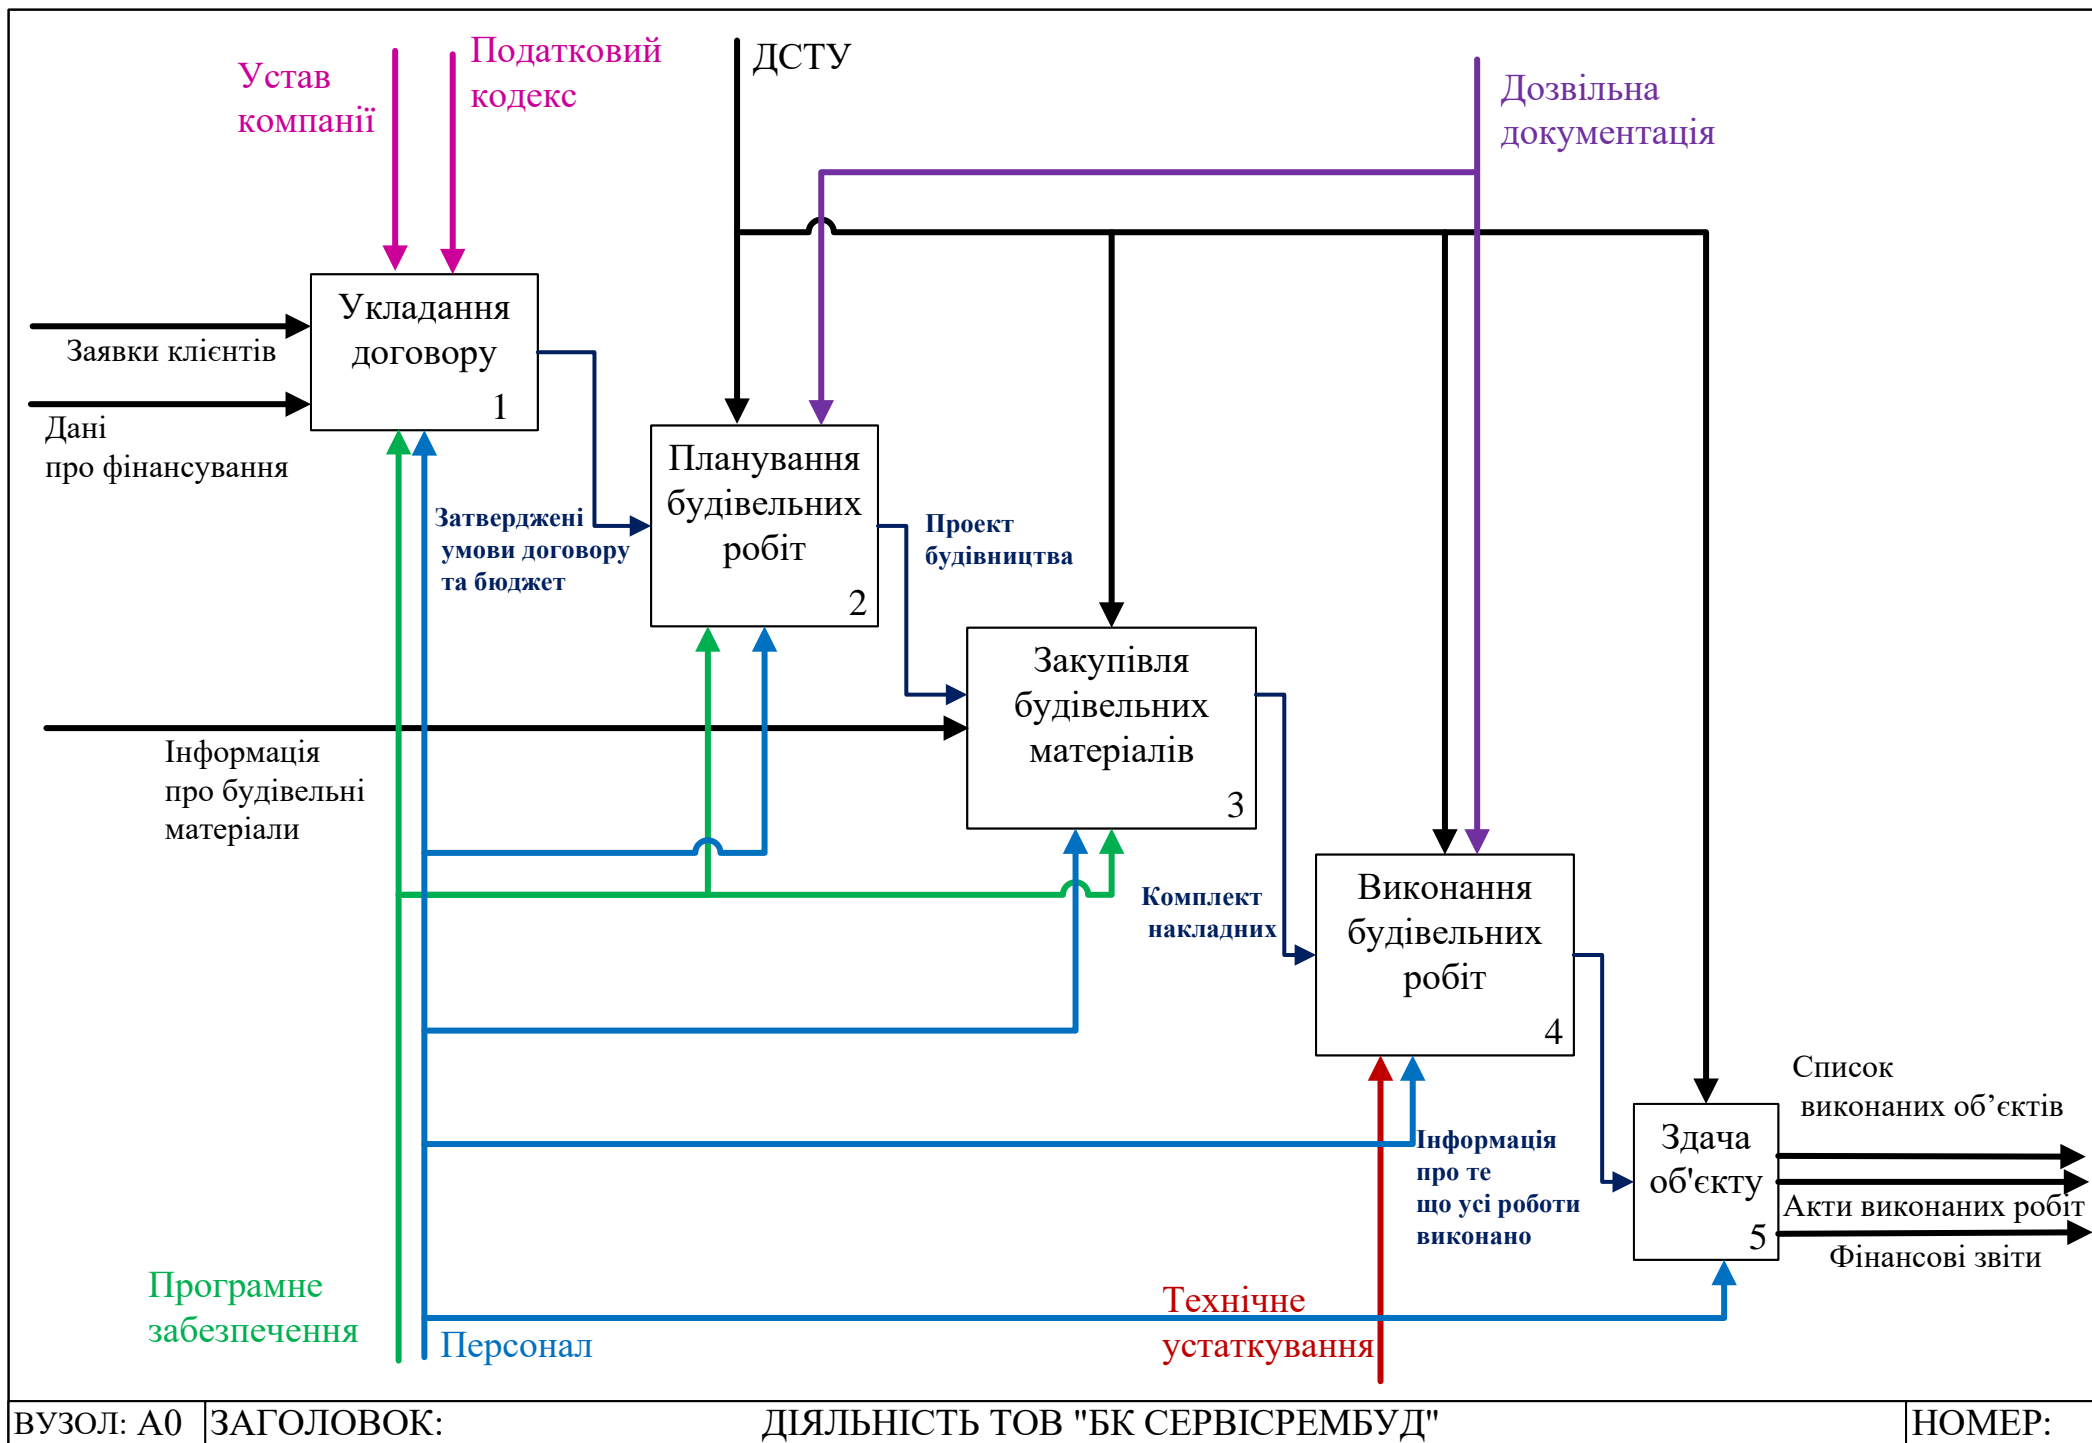 Устав
компанії
Податковий
кодекс
ДСТУ
Дозвільна
документація
Укладання
договору
1
Заявки клієнтів
Дані
про фінансування
Затверджені
умови договору
та бюджет
Планування
будівельних
робіт
2
Проект
будівництва
Закупівля
будівельних
матеріалів
3
Інформація
про будівельні
матеріали
Комплект
накладних
Виконання
будівельних
робіт
4
Інформація
про те
що усі роботи
виконано
Здача
об'єкту
5
Список
виконаних об’єктів
Акти виконаних робіт
Фінансові звіти
Програмне
забезпечення
Персонал
Технічне
устаткування
ВУЗОЛ: А0 ЗАГОЛОВОК: ДІЯЛЬНІСТЬ ТОВ "БК СЕРВІСРЕМБУД" НОМЕР: